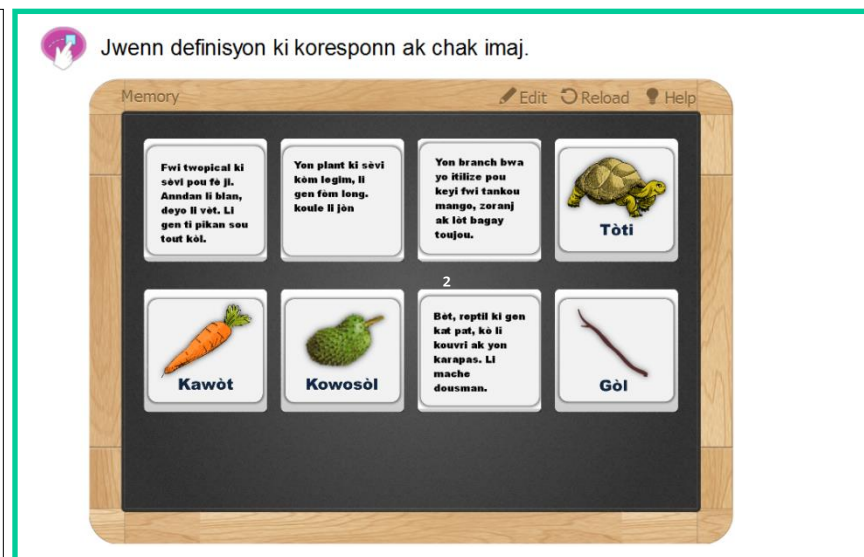 Jwenn definisyon ki koresponn ak chak imaj.
Memory
Edit
Reload
Help
Fwi twopical ki
sèvi pou fè ji.
Anndan li blan,
deyo li vèt. Li
gen ti pikan sou
tout kòl.
Yon plant ki sèvi
kòm legim, li
gen fòm long.
koule li jòn
Yon branch bwa
yo itilize pou
keyi fwi tankou
mango, zoranj
ak lòt bagay
toujou.
Tòti
2
Kawòt
Kowosòl
Bèt, reptil ki gen
kat pat, kò li
kouvri ak yon
karapas. Li
mache
dousman.
Gòl